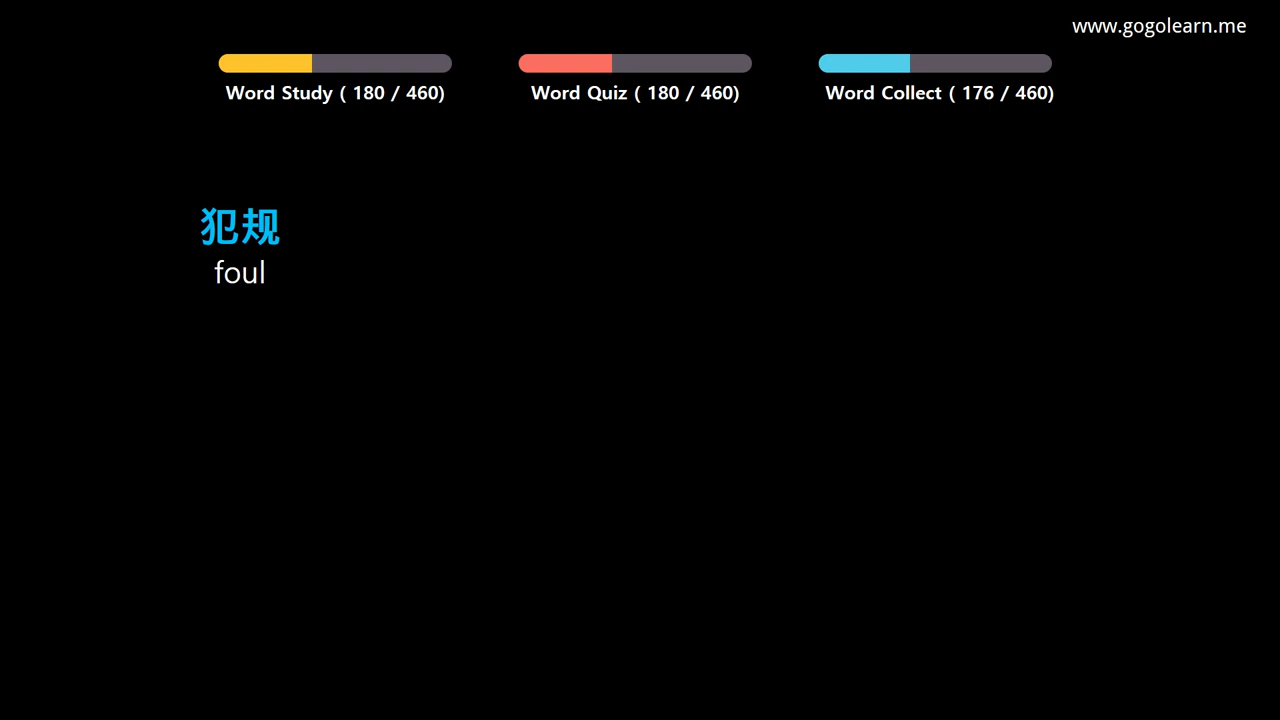 www.gogolearn.me
Word Study ( 180 / 460)
Word Quiz ( 180 / 460)
Word Collect ( 176 / 460)
犯规
foul